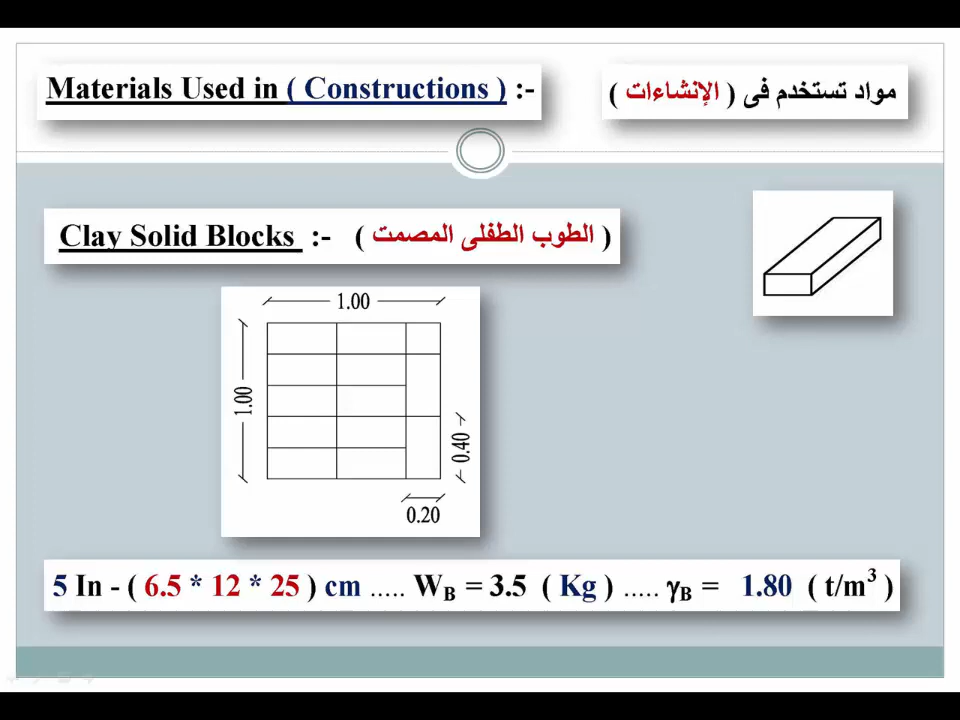 Materials Used in ( Constructions ) :-
مواد تستخدم فى ( الإنشاءات )
Clay Solid Blocks :- ( الطوب الطفلى المصمت )
1.00
1.00
0.40
0.20
5 In - ( 6.5 * 12 * 25 ) cm ..... W_B = 3.5 ( Kg ) ..... γ_B = 1.80 ( t/m³ )